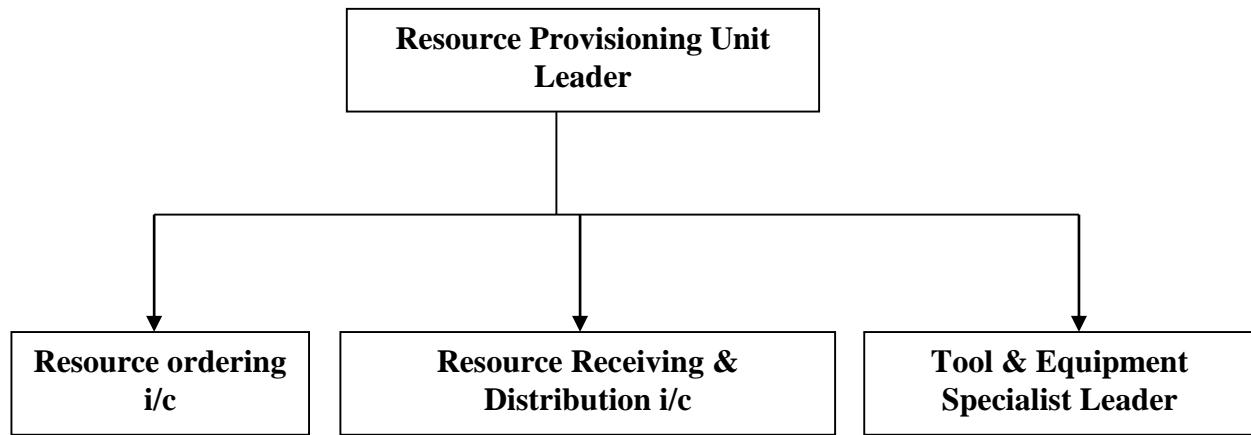 Resource Provisioning Unit
Leader
Resource ordering
i/c
Resource Receiving &
Distribution i/c
Tool & Equipment
Specialist Leader